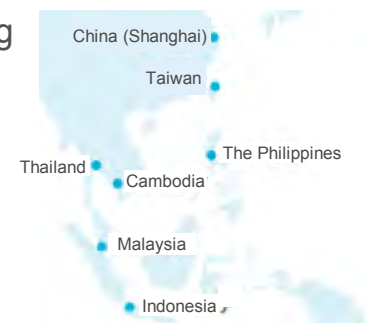 g
China (Shanghai)
Taiwan
The Philippines
Thailand
Cambodia
Malaysia
Indonesia